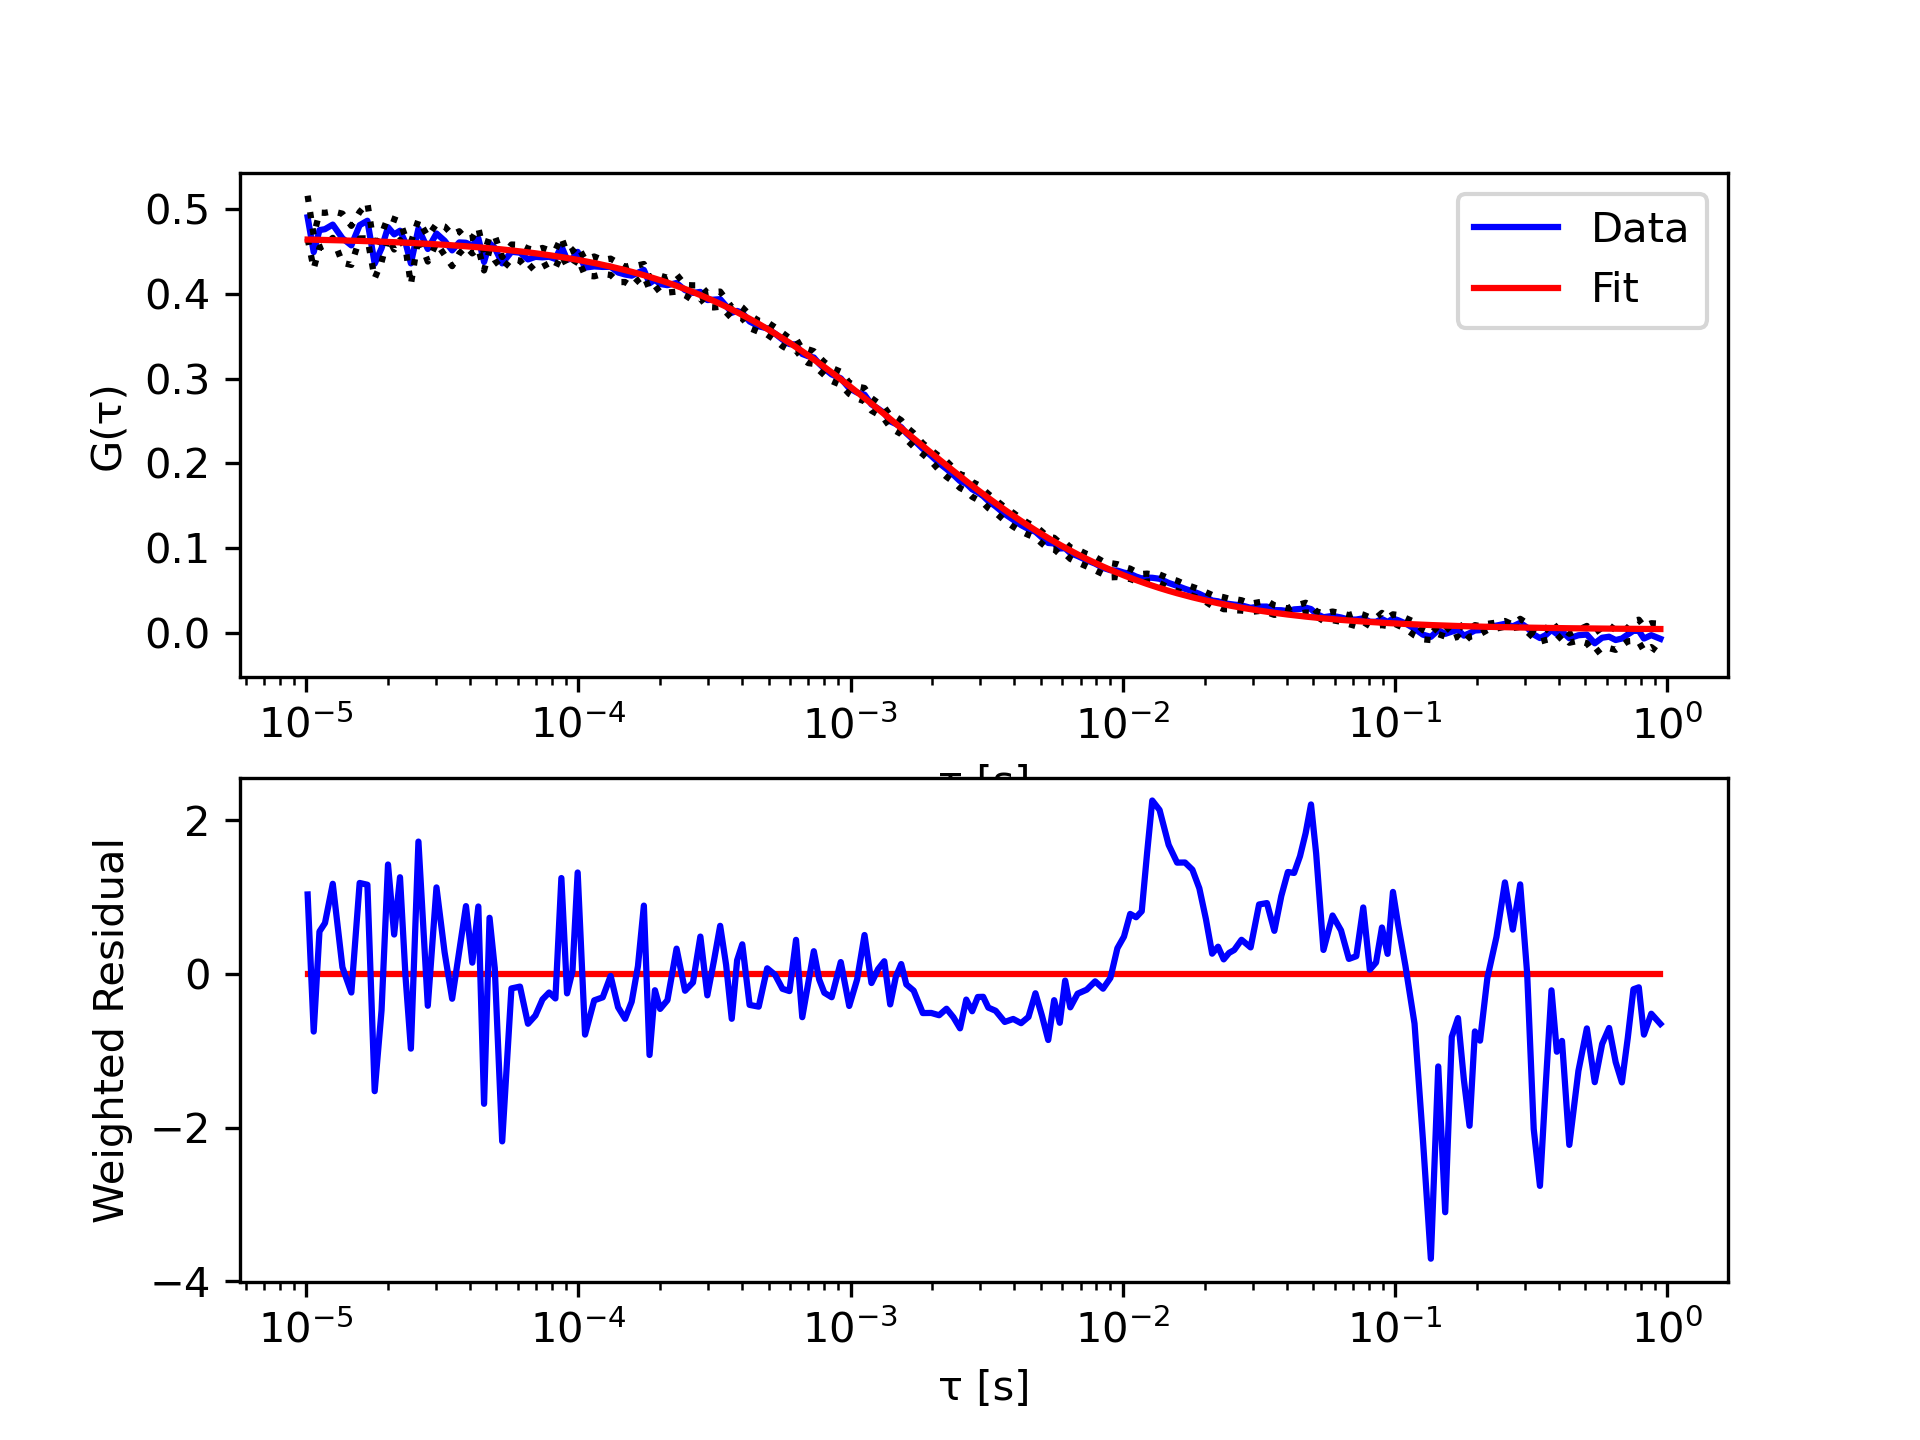 G(τ)
0.5
0.4
0.3
0.2
0.1
0.0
Data
Fit
10⁻⁵ 10⁻⁴ 10⁻³ 10⁻² 10⁻¹ 10⁰
τ [s]
Weighted Residual
2
0
−2
−4
10⁻⁵ 10⁻⁴ 10⁻³ 10⁻² 10⁻¹ 10⁰
τ [s]